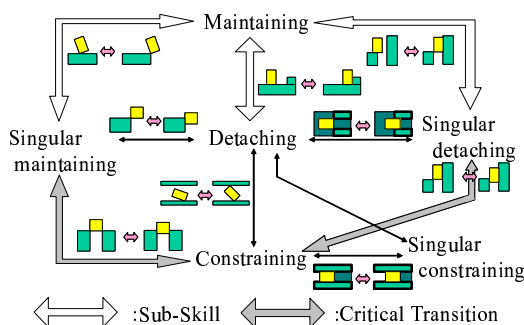 Maintaining
Singular
maintaining
Detaching
Singular
detaching
Constraining
Singular
constraining
:Sub-Skill
:Critical Transition